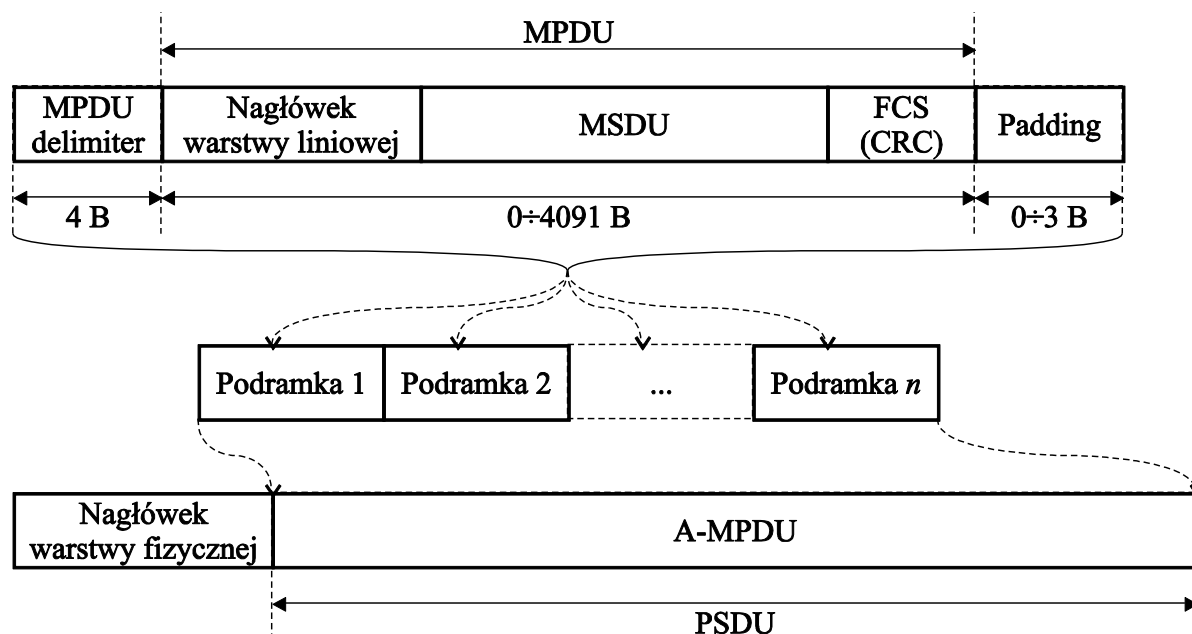 MPDU
MPDU
delimiter
Nagłówek
warstwy liniowej
MSDU
FCS
(CRC)
Padding
4 B
0÷4091 B
0÷3 B
Podramka 1
Podramka 2
...
Podramka n
Nagłówek
warstwy fizycznej
A-MPDU
PSDU